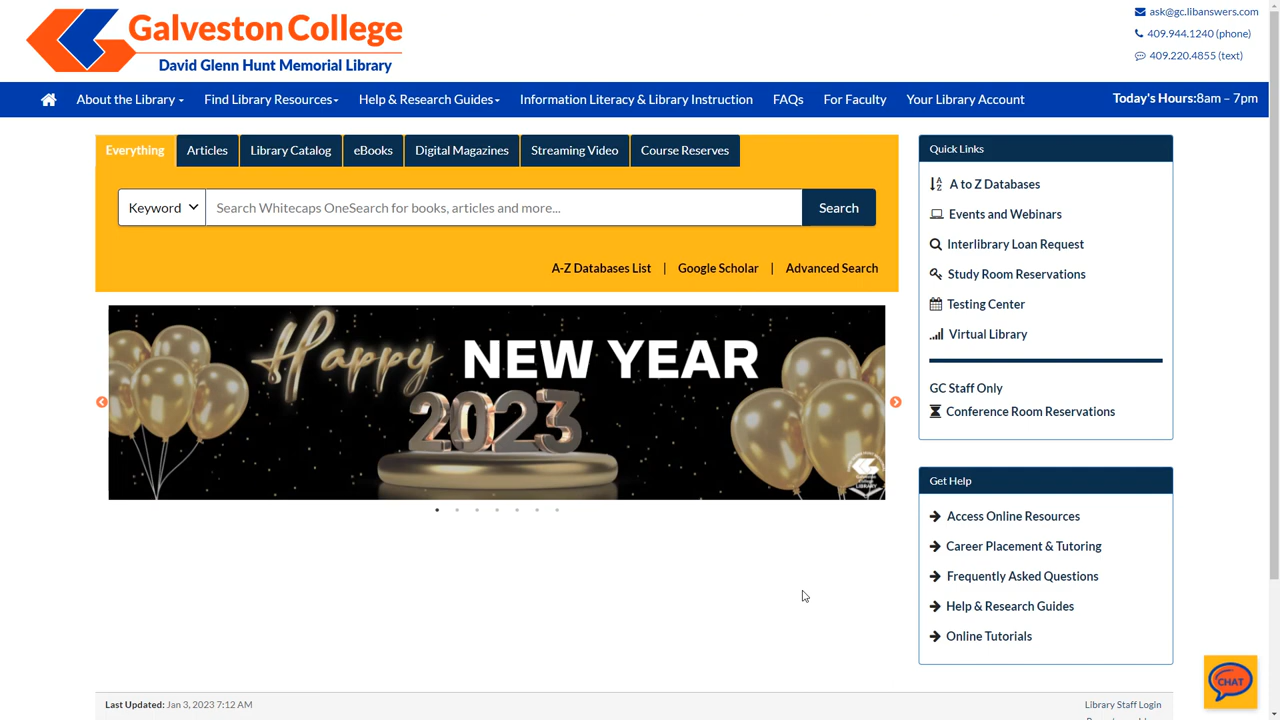 Galveston College
David Glenn Hunt Memorial Library
ask@gc.libanswers.com
409.944.1240 (phone)
409.220.4855 (text)
About the Library Find Library Resources Help & Research Guides Information Literacy & Library Instruction FAQs For Faculty Your Library Account Today's Hours:8am – 7pm
Everything Articles Library Catalog eBooks Digital Magazines Streaming Video Course Reserves
Keyword Search Whitecaps OneSearch for books, articles and more... Search
A-Z Databases List | Google Scholar | Advanced Search
Happy NEW YEAR
2023
Galveston
College
LIBRARY
Quick Links
A to Z Databases
Events and Webinars
Interlibrary Loan Request
Study Room Reservations
Testing Center
Virtual Library
GC Staff Only
Conference Room Reservations
Get Help
Access Online Resources
Career Placement & Tutoring
Frequently Asked Questions
Help & Research Guides
Online Tutorials
CHAT
Last Updated: Jan 3, 2023 7:12 AM
Library Staff Login